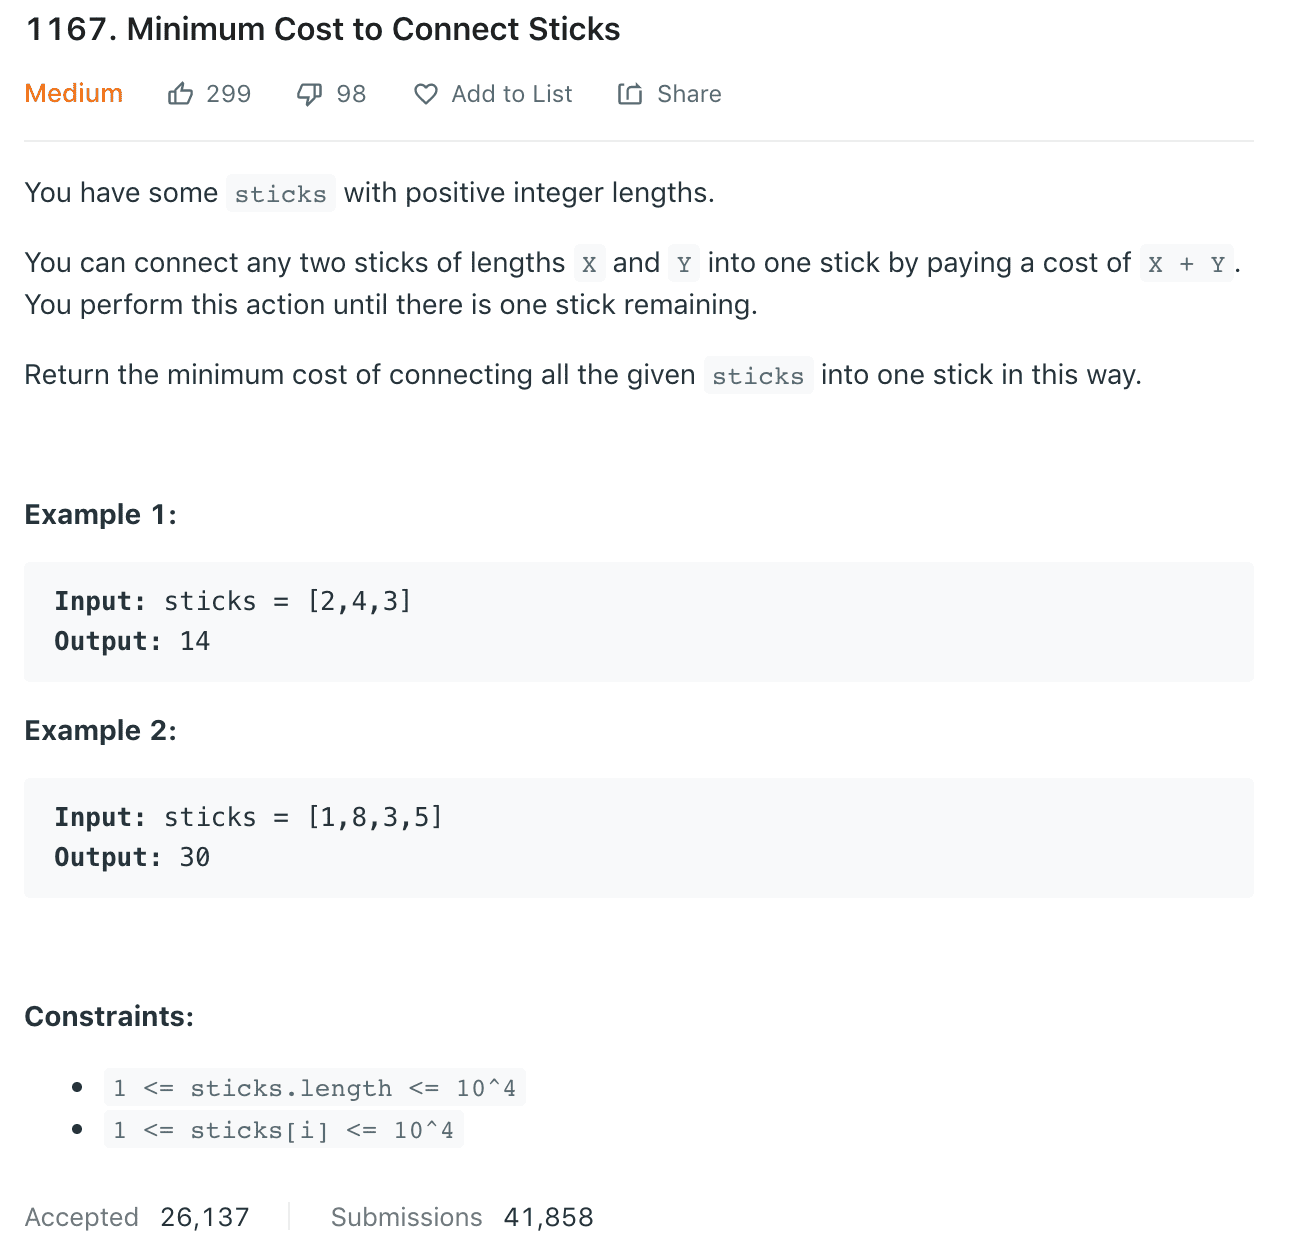 1167. Minimum Cost to Connect Sticks
Medium 299 98 Add to List Share
You have some sticks with positive integer lengths.
You can connect any two sticks of lengths X and Y into one stick by paying a cost of X + Y.
You perform this action until there is one stick remaining.
Return the minimum cost of connecting all the given sticks into one stick in this way.
Example 1:
Input: sticks = [2,4,3]
Output: 14
Example 2:
Input: sticks = [1,8,3,5]
Output: 30
Constraints:
1 <= sticks.length <= 10^4
1 <= sticks[i] <= 10^4
Accepted 26,137 Submissions 41,858